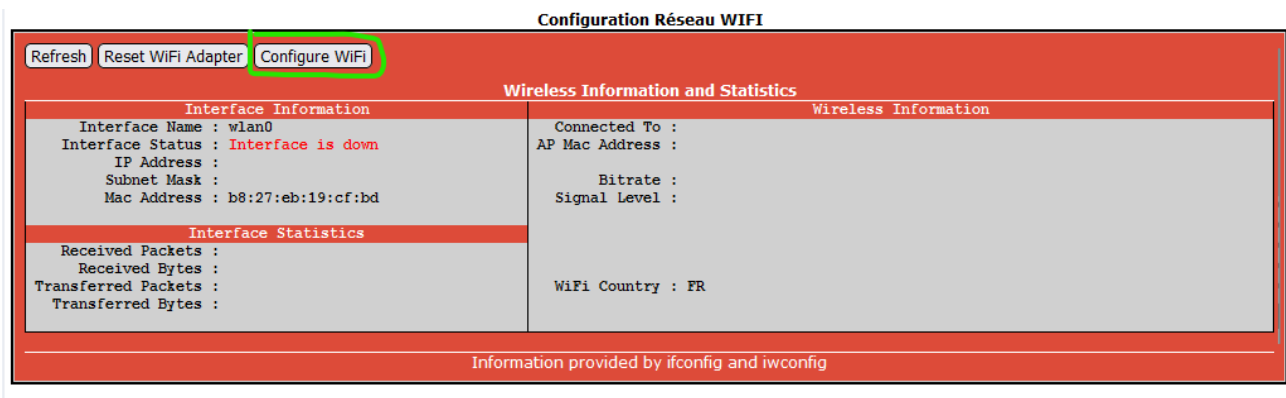 Configuration Réseau WIFI
Refresh Reset WiFi Adapter Configure WiFi
Wireless Information and Statistics
Interface Information
Interface Name : wlan0
Interface Status : Interface is down
IP Address :
Subnet Mask :
Mac Address : b8:27:eb:19:cf:bd
Interface Statistics
Received Packets :
Received Bytes :
Transferred Packets :
Transferred Bytes :
Wireless Information
Connected To :
AP Mac Address :
Bitrate :
Signal Level :
WiFi Country : FR
Information provided by ifconfig and iwconfig